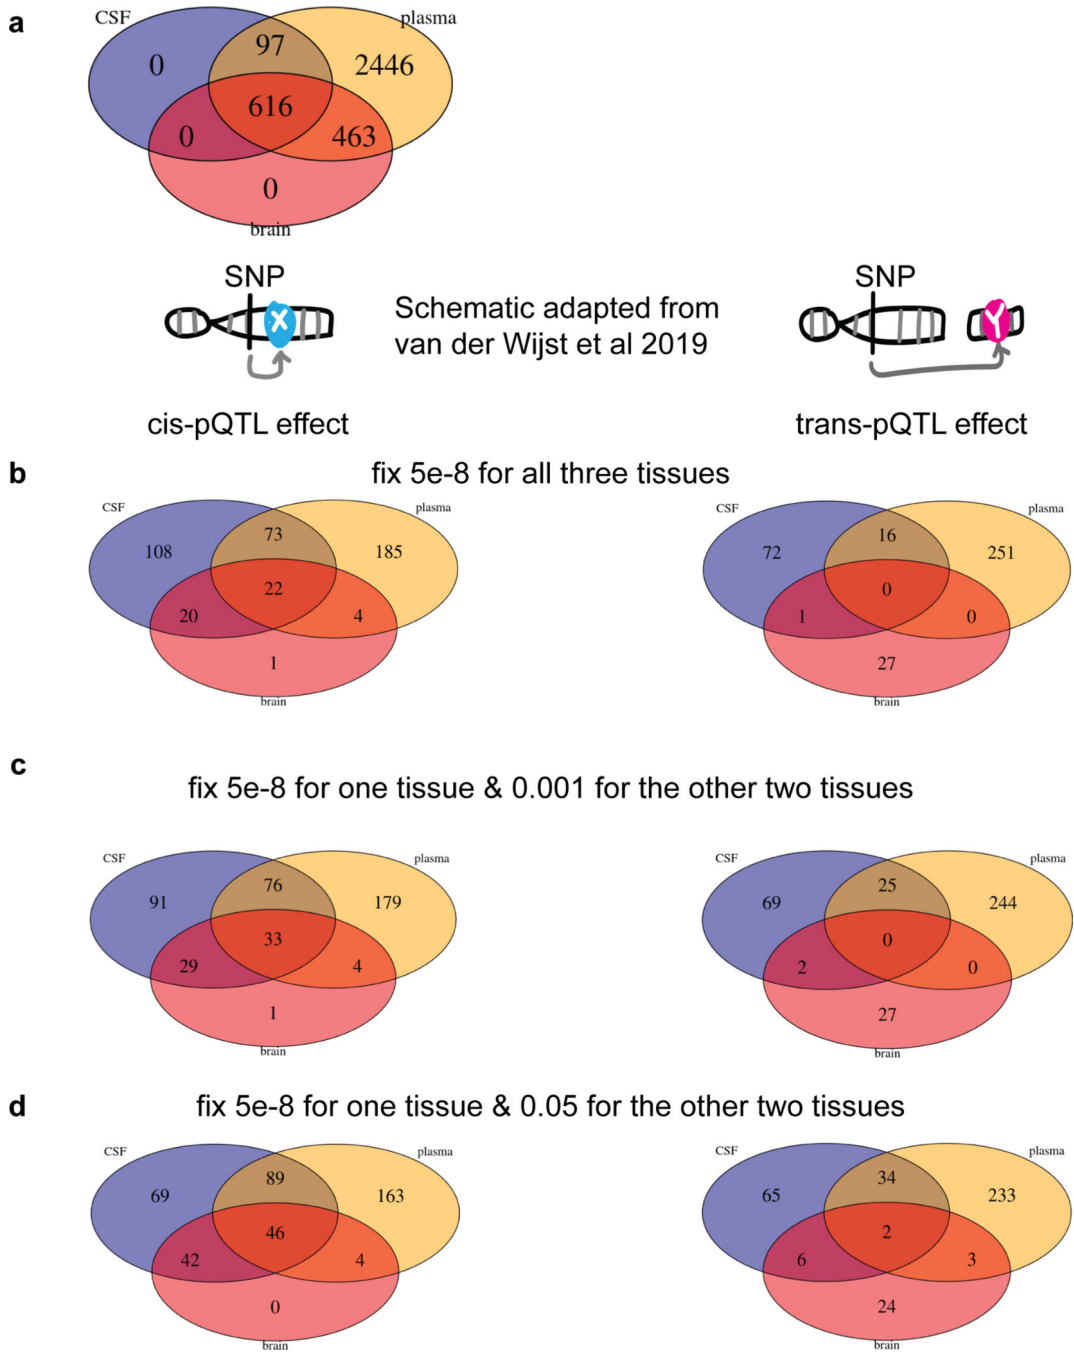 a
CSF
plasma
0
97
2446
616
0
463
0
brain
SNP
X
cis-pQTL effect
Schematic adapted from
van der Wijst et al 2019
SNP
Y
trans-pQTL effect
b
fix 5e-8 for all three tissues
CSF
plasma
108
73
185
22
20
4
1
brain
CSF
plasma
72
16
251
0
1
0
27
brain
c
fix 5e-8 for one tissue & 0.001 for the other two tissues
CSF
plasma
91
76
179
33
29
4
1
brain
CSF
plasma
69
25
244
0
2
0
27
brain
d
fix 5e-8 for one tissue & 0.05 for the other two tissues
CSF
plasma
69
89
163
46
42
4
0
brain
CSF
plasma
65
34
233
2
6
3
24
brain